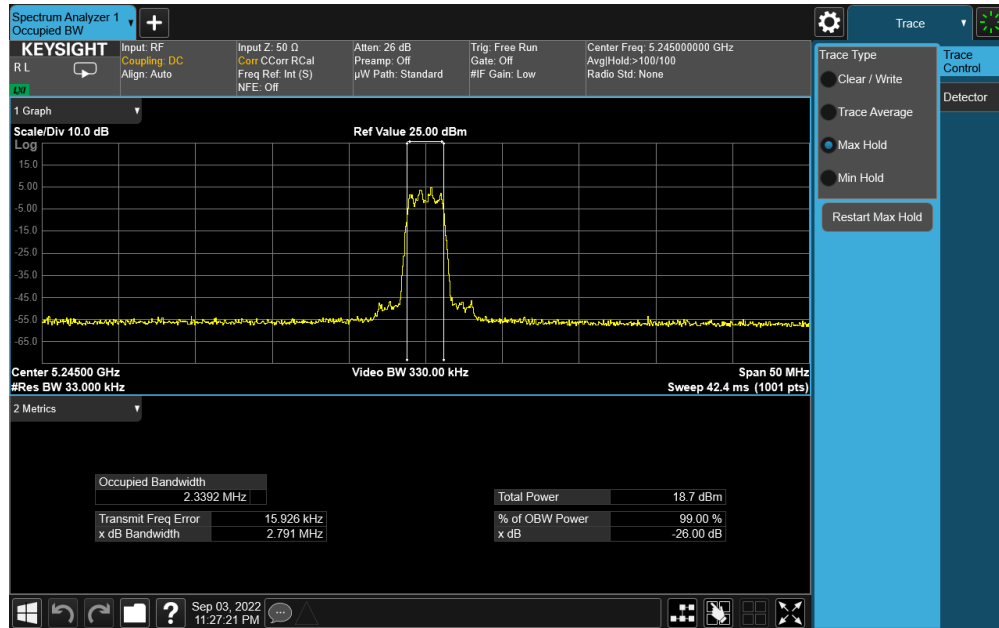 Spectrum Analyzer 1
Occupied BW
+
Trace
KEYSIGHT
R L
LXI
Input: RF
Coupling: DC
Align: Auto
Input Z: 50 Ω
Corr CCorr RCal
Freq Ref: Int (S)
NFE: Off
Atten: 26 dB
Preamp: Off
µW Path: Standard
Trig: Free Run
Gate: Off
#IF Gain: Low
Center Freq: 5.245000000 GHz
Avg|Hold:>100/100
Radio Std: None
Trace Type
Clear / Write
Trace Average
Max Hold
Min Hold
Restart Max Hold
Trace
Control
Detector
1 Graph
Scale/Div 10.0 dB
Ref Value 25.00 dBm
Log
15.0
5.00
-5.00
-15.0
-25.0
-35.0
-45.0
-55.0
-65.0
Center 5.24500 GHz
Video BW 330.00 kHz
Span 50 MHz
#Res BW 33.000 kHz
Sweep 42.4 ms (1001 pts)
2 Metrics
Occupied Bandwidth
2.3392 MHz
Total Power 18.7 dBm
Transmit Freq Error 15.926 kHz
% of OBW Power 99.00 %
x dB Bandwidth 2.791 MHz
x dB -26.00 dB
?
Sep 03, 2022
11:27:21 PM